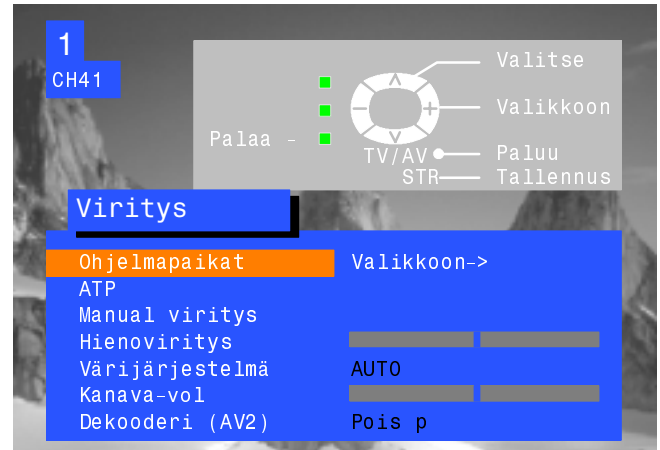 1
CH41
Valitse
Valikkoon
Palaa -
TV/AV Paluu
STR Tallennus
Viritys
Ohjelmapaikat Valikkoon->
ATP
Manual viritys
Hienoviritys
Värijärjestelmä AUTO
Kanava-vol
Dekooderi (AV2) Pois p